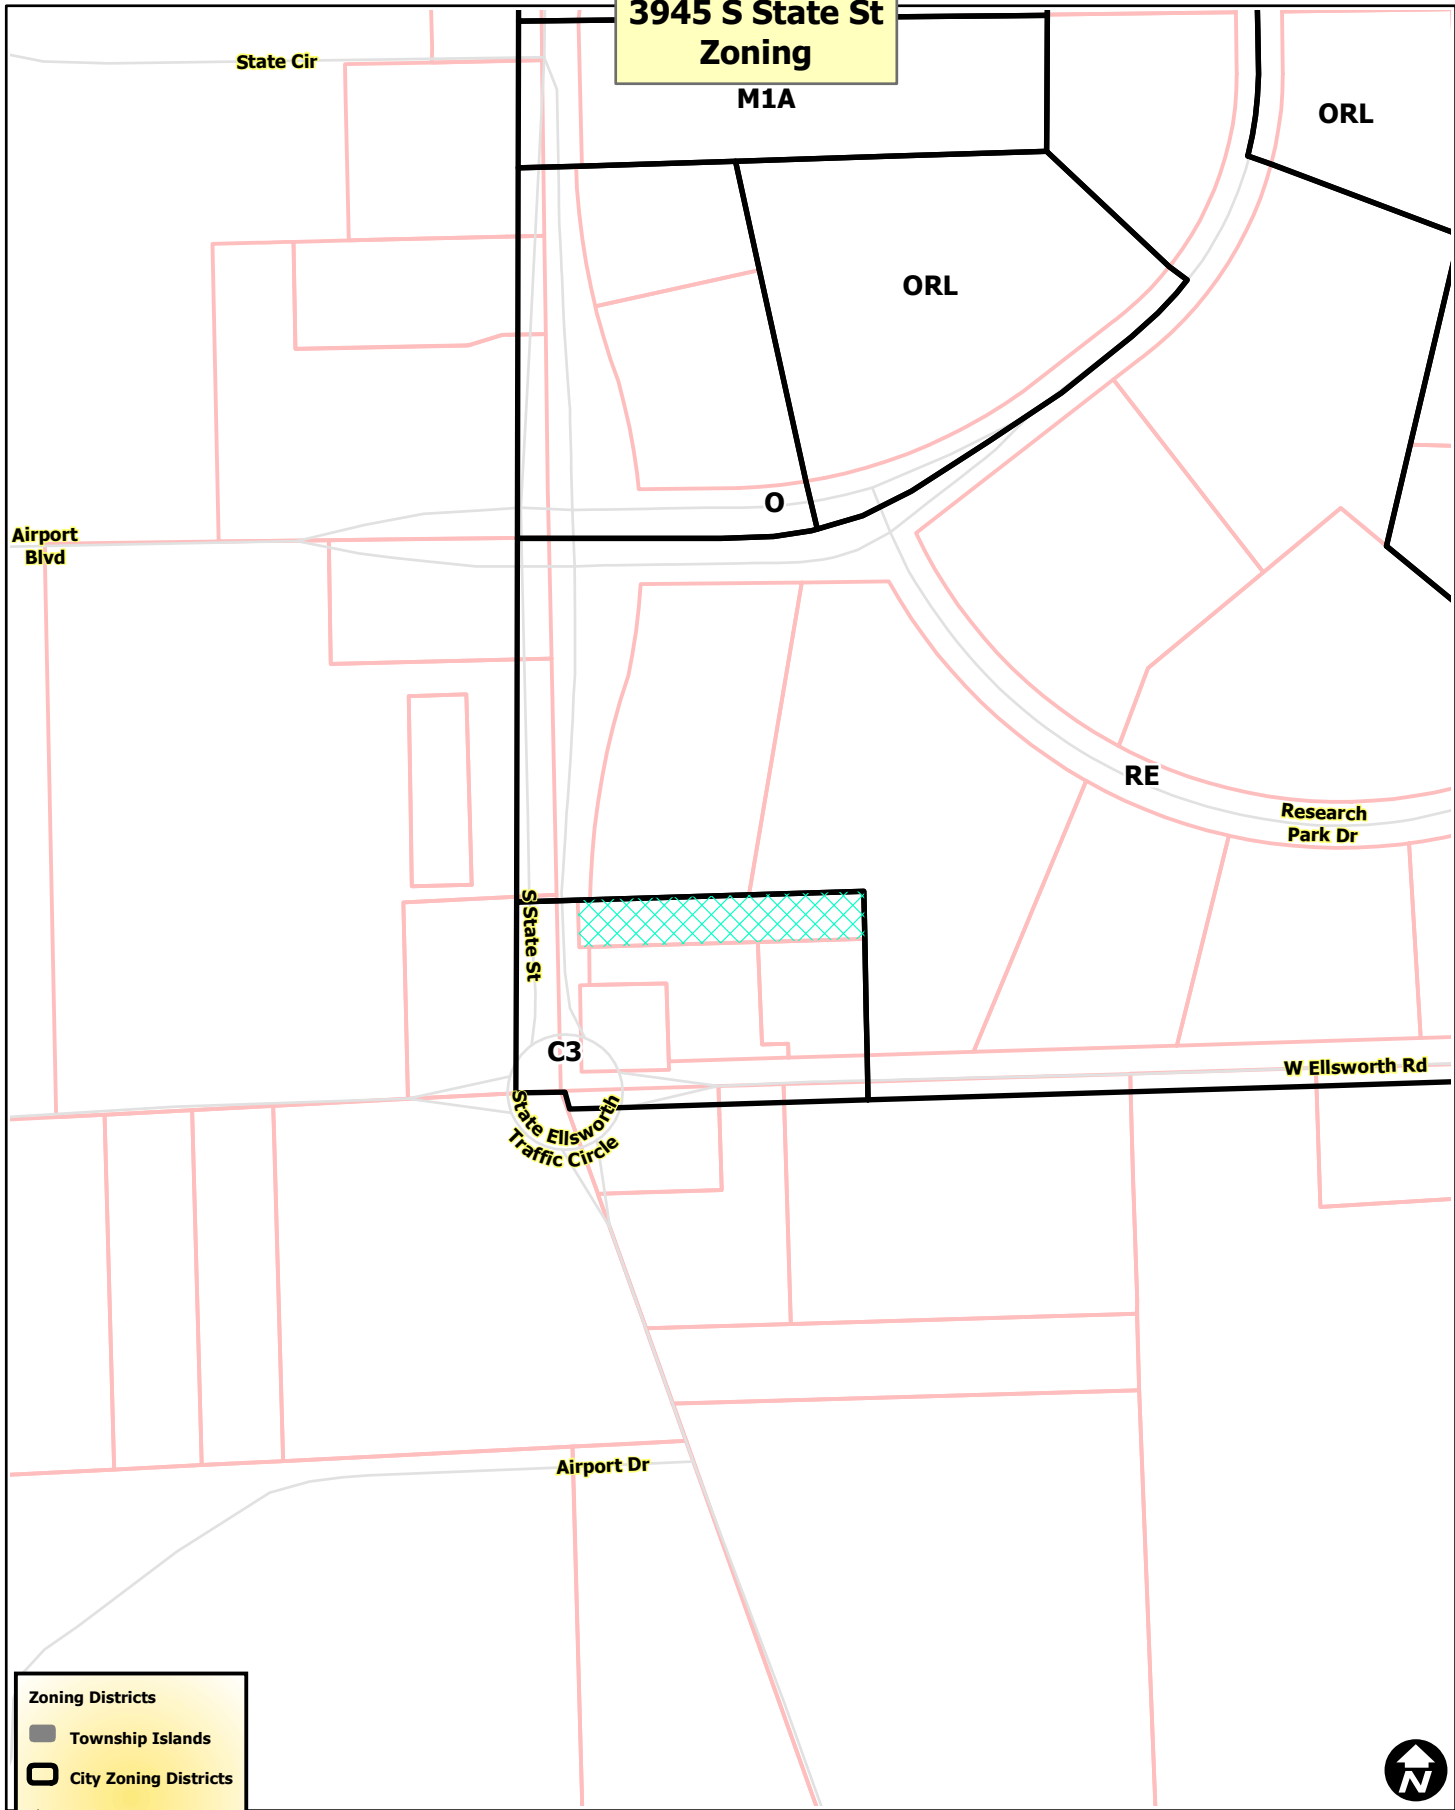 3945 S State St
Zoning
State Cir
M1A
ORL
ORL
O
Airport
Blvd
RE
Research
Park Dr
S State St
C3
W Ellsworth Rd
State Ellsworth
Traffic Circle
Airport Dr
Zoning Districts
Township Islands
City Zoning Districts
N